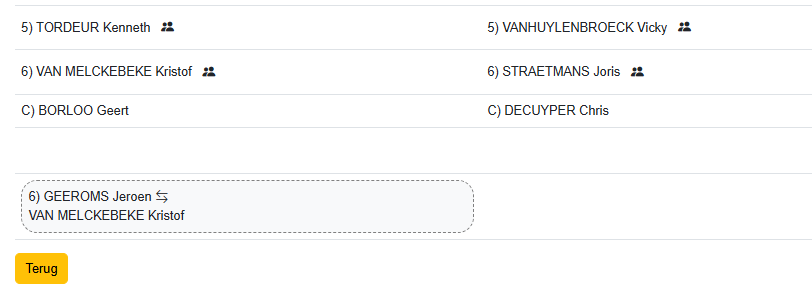 5) TORDEUR Kenneth
5) VANHUYLENBROECK Vicky
6) VAN MELCKEBEKE Kristof
6) STRAETMANS Joris
C) BORLOO Geert
C) DECUYPER Chris
6) GEEROMS Jeroen
VAN MELCKEBEKE Kristof
Terug